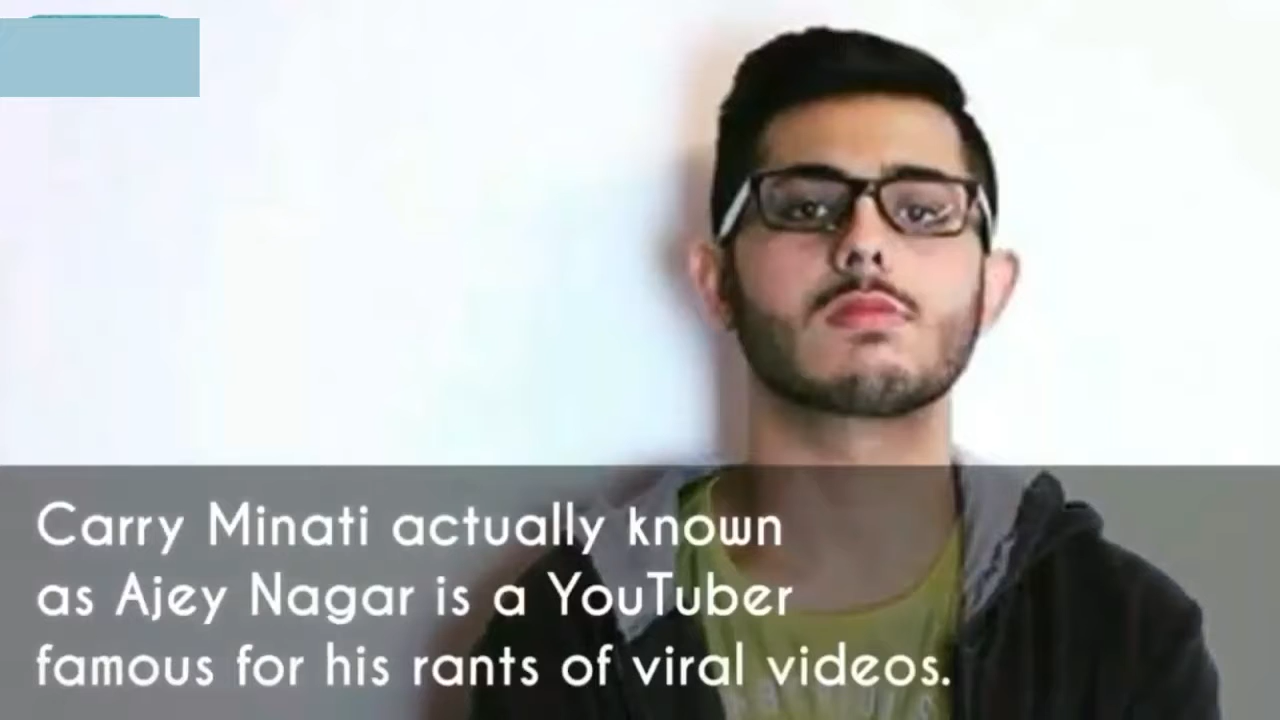 Carry Minati actually known
as Ajey Nagar is a YouTuber
famous for his rants of viral videos.